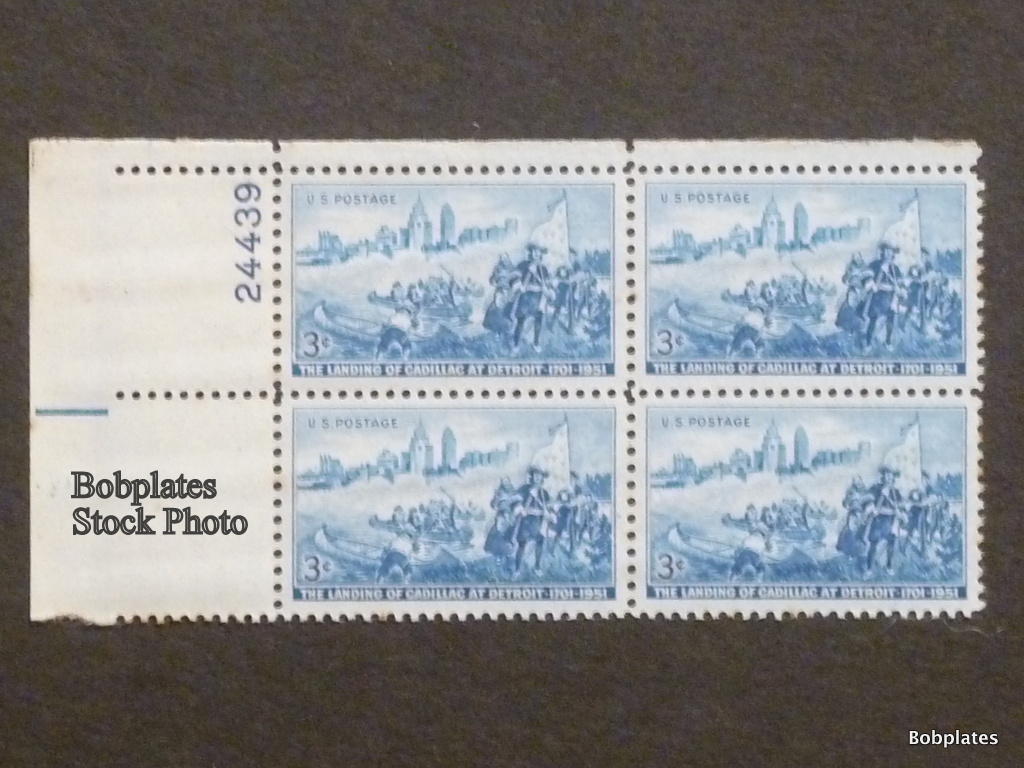 24439
U.S. POSTAGE
3¢
THE LANDING OF CADILLAC AT DETROIT-1701-1951
U.S. POSTAGE
3¢
THE LANDING OF CADILLAC AT DETROIT-1701-1951
U.S. POSTAGE
3¢
THE LANDING OF CADILLAC AT DETROIT-1701-1951
U.S. POSTAGE
3¢
THE LANDING OF CADILLAC AT DETROIT-1701-1951
Bobplates
Stock Photo
Bobplates